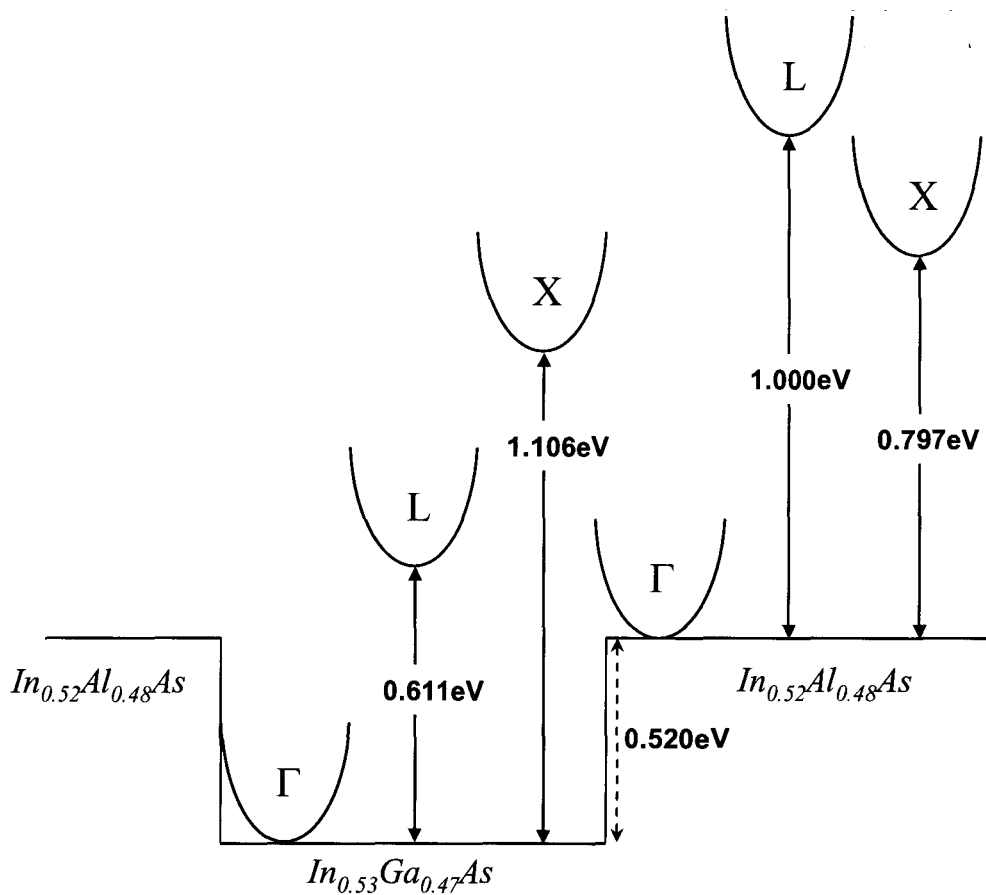 L
X
X
1.000eV
0.797eV
1.106eV
L
Γ
In0.52Al0.48As
0.611eV
In0.52Al0.48As
0.520eV
Γ
In0.53Ga0.47As